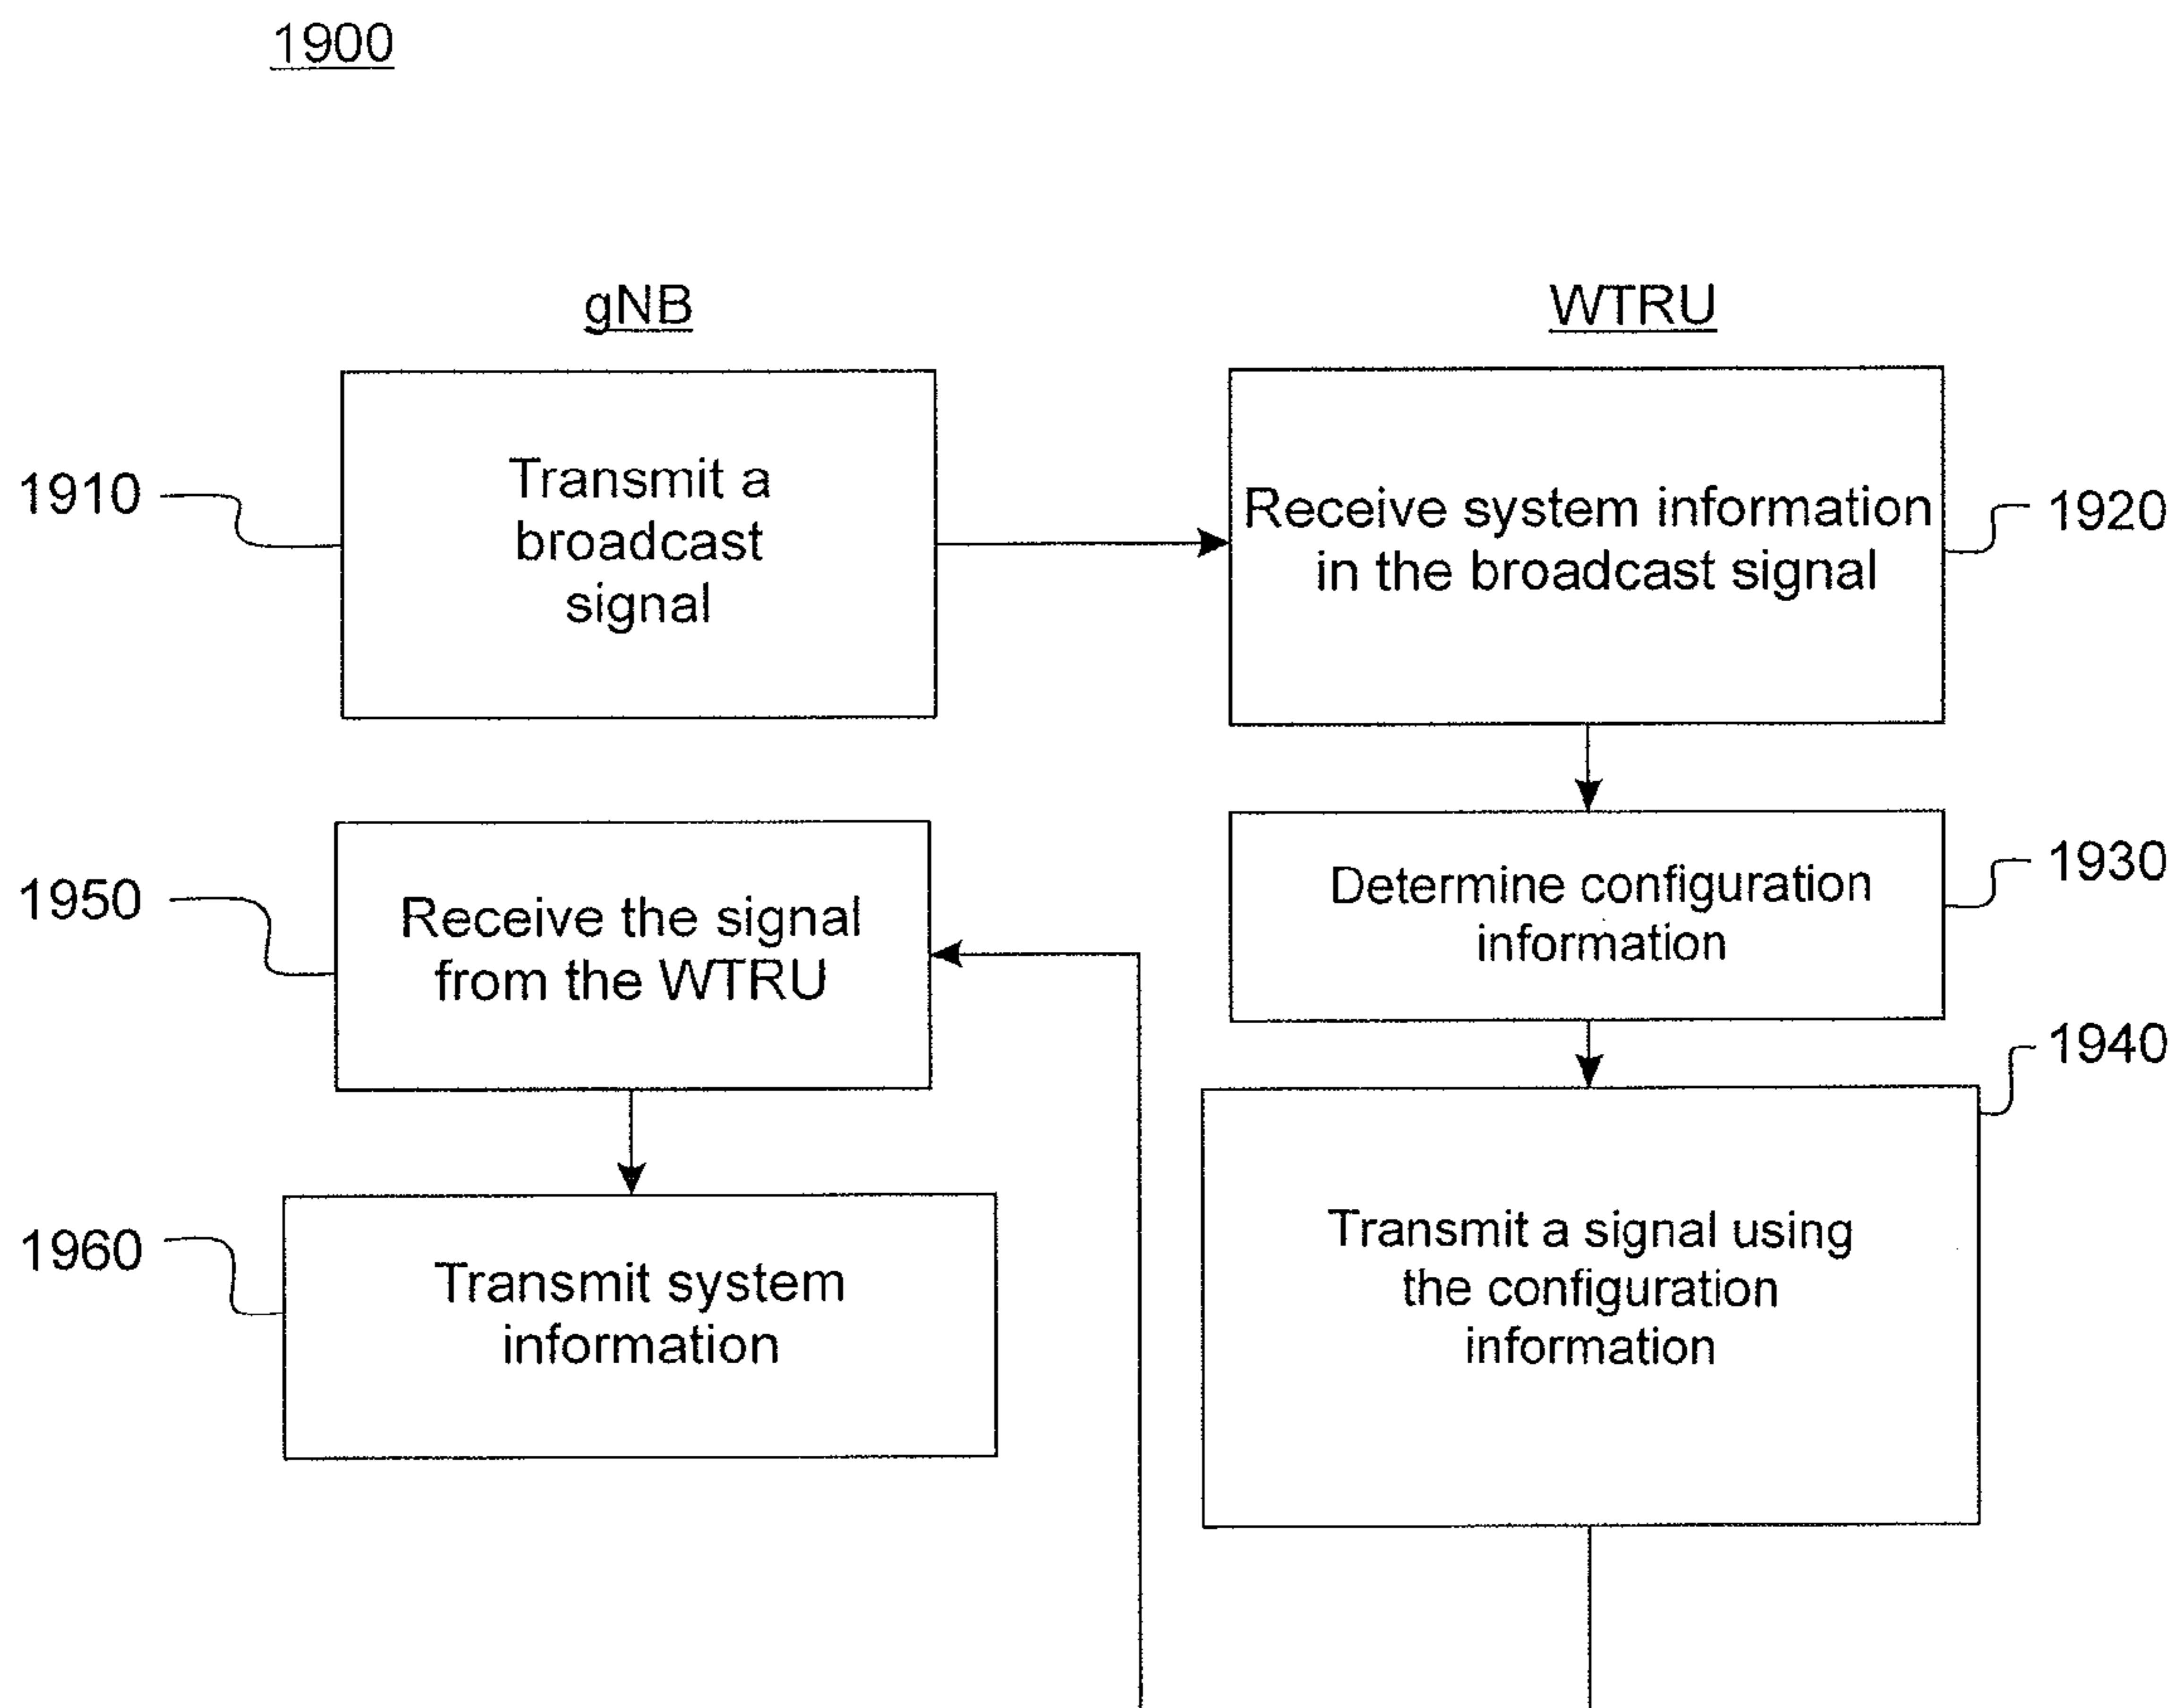 1900
gNB
WTRU
1910
Transmit a
broadcast
signal
Receive system information
in the broadcast signal
1920
1950
Receive the signal
from the WTRU
Determine configuration
information
1930
1940
1960
Transmit system
information
Transmit a signal using
the configuration
information